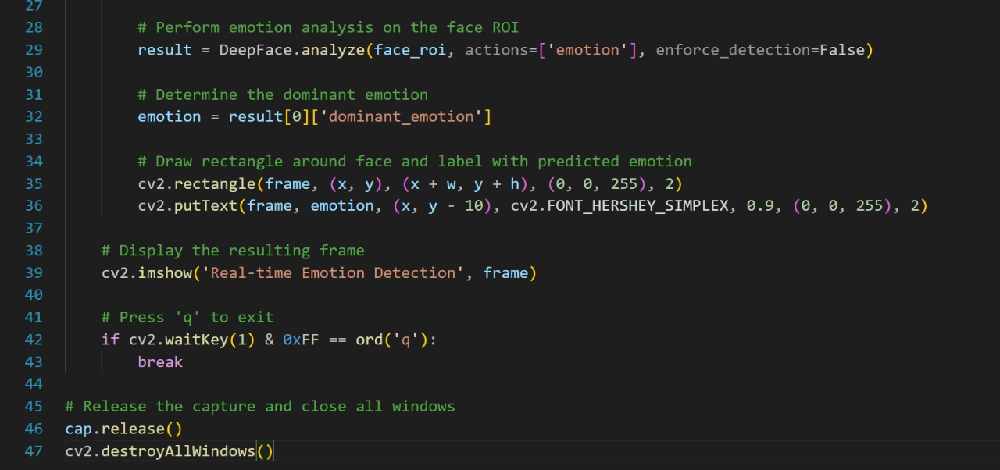 27
28 # Perform emotion analysis on the face ROI
29 result = DeepFace.analyze(face_roi, actions=['emotion'], enforce_detection=False)
30
31 # Determine the dominant emotion
32 emotion = result[0]['dominant_emotion']
33
34 # Draw rectangle around face and label with predicted emotion
35 cv2.rectangle(frame, (x, y), (x + w, y + h), (0, 0, 255), 2)
36 cv2.putText(frame, emotion, (x, y - 10), cv2.FONT_HERSHEY_SIMPLEX, 0.9, (0, 0, 255), 2)
37
38 # Display the resulting frame
39 cv2.imshow('Real-time Emotion Detection', frame)
40
41 # Press 'q' to exit
42 if cv2.waitKey(1) & 0xFF == ord('q'):
43 break
44
45 # Release the capture and close all windows
46 cap.release()
47 cv2.destroyAllWindows()